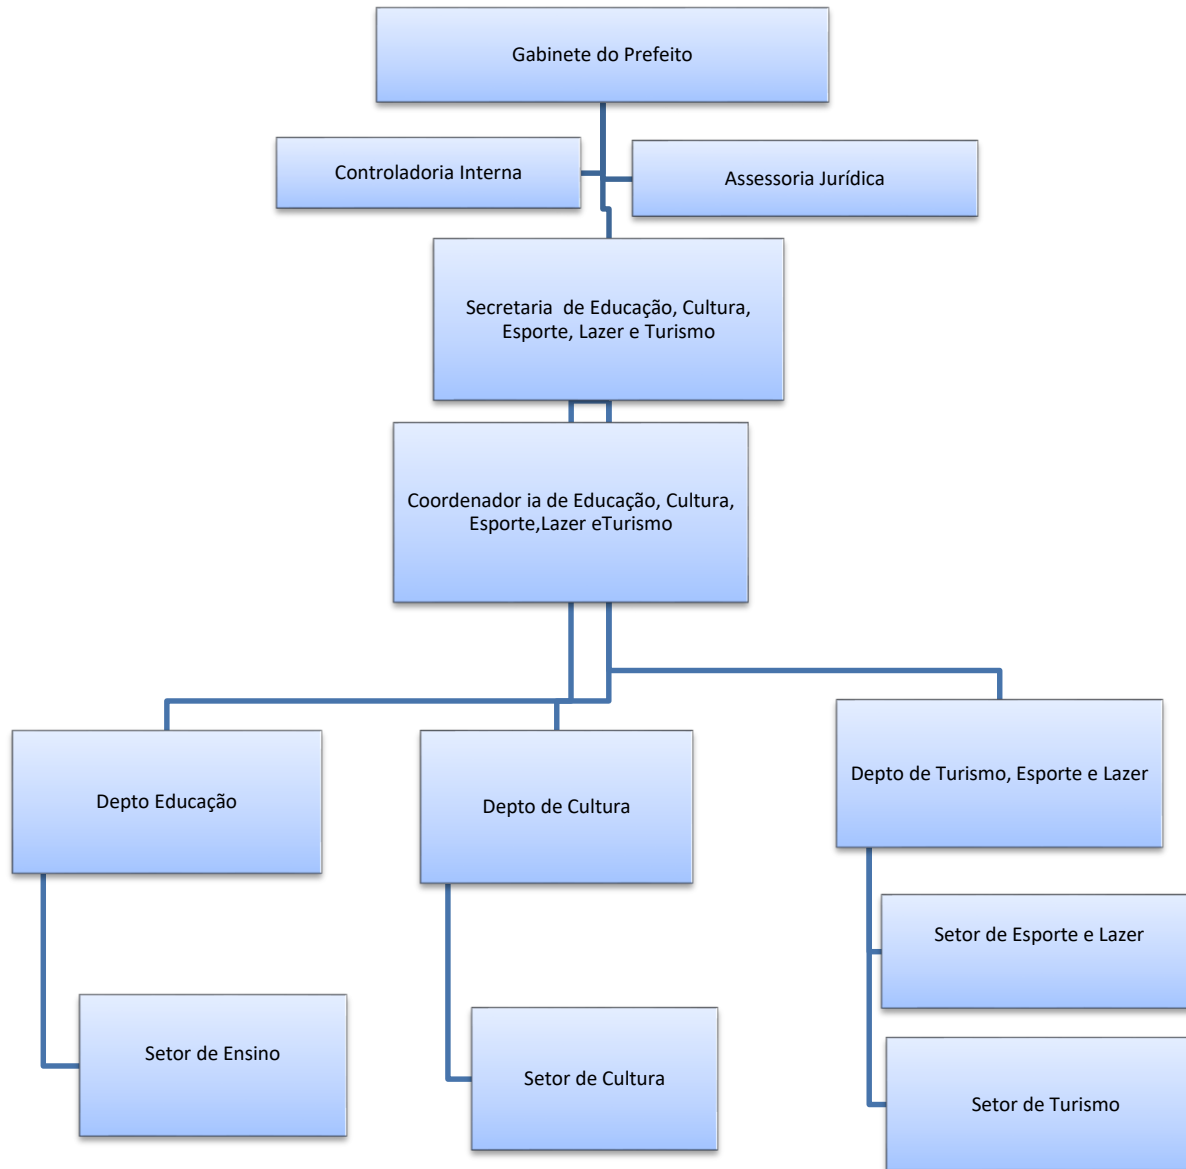 Gabinete do Prefeito
Controladoria Interna
Assessoria Jurídica
Secretaria  de Educação, Cultura,
Esporte, Lazer e Turismo
Coordenador ia de Educação, Cultura,
Esporte,Lazer eTurismo
Depto Educação
Depto de Cultura
Depto de Turismo, Esporte e Lazer
Setor de Esporte e Lazer
Setor de Ensino
Setor de Cultura
Setor de Turismo